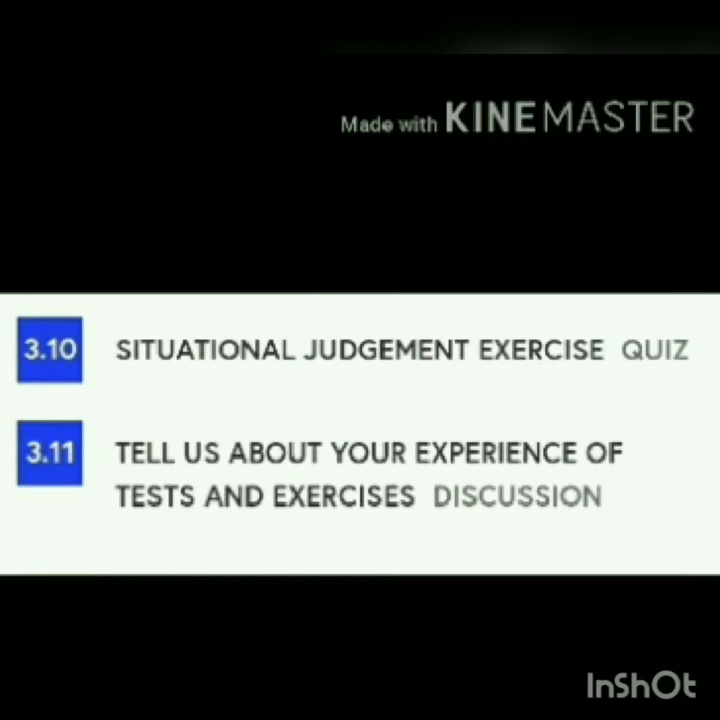 Made with KINEMASTER
3.10 SITUATIONAL JUDGEMENT EXERCISE QUIZ
3.11 TELL US ABOUT YOUR EXPERIENCE OF
TESTS AND EXERCISES DISCUSSION
InShOt